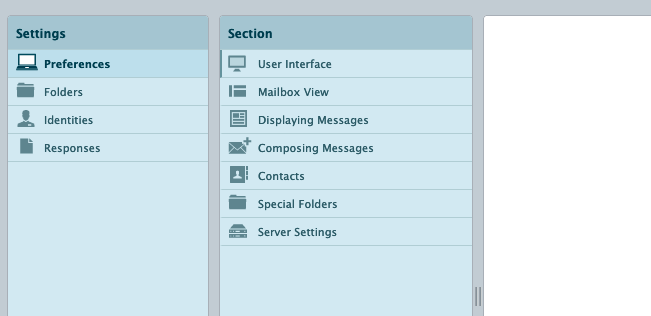 Settings
Preferences
Folders
Identities
Responses
Section
User Interface
Mailbox View
Displaying Messages
Composing Messages
Contacts
Special Folders
Server Settings